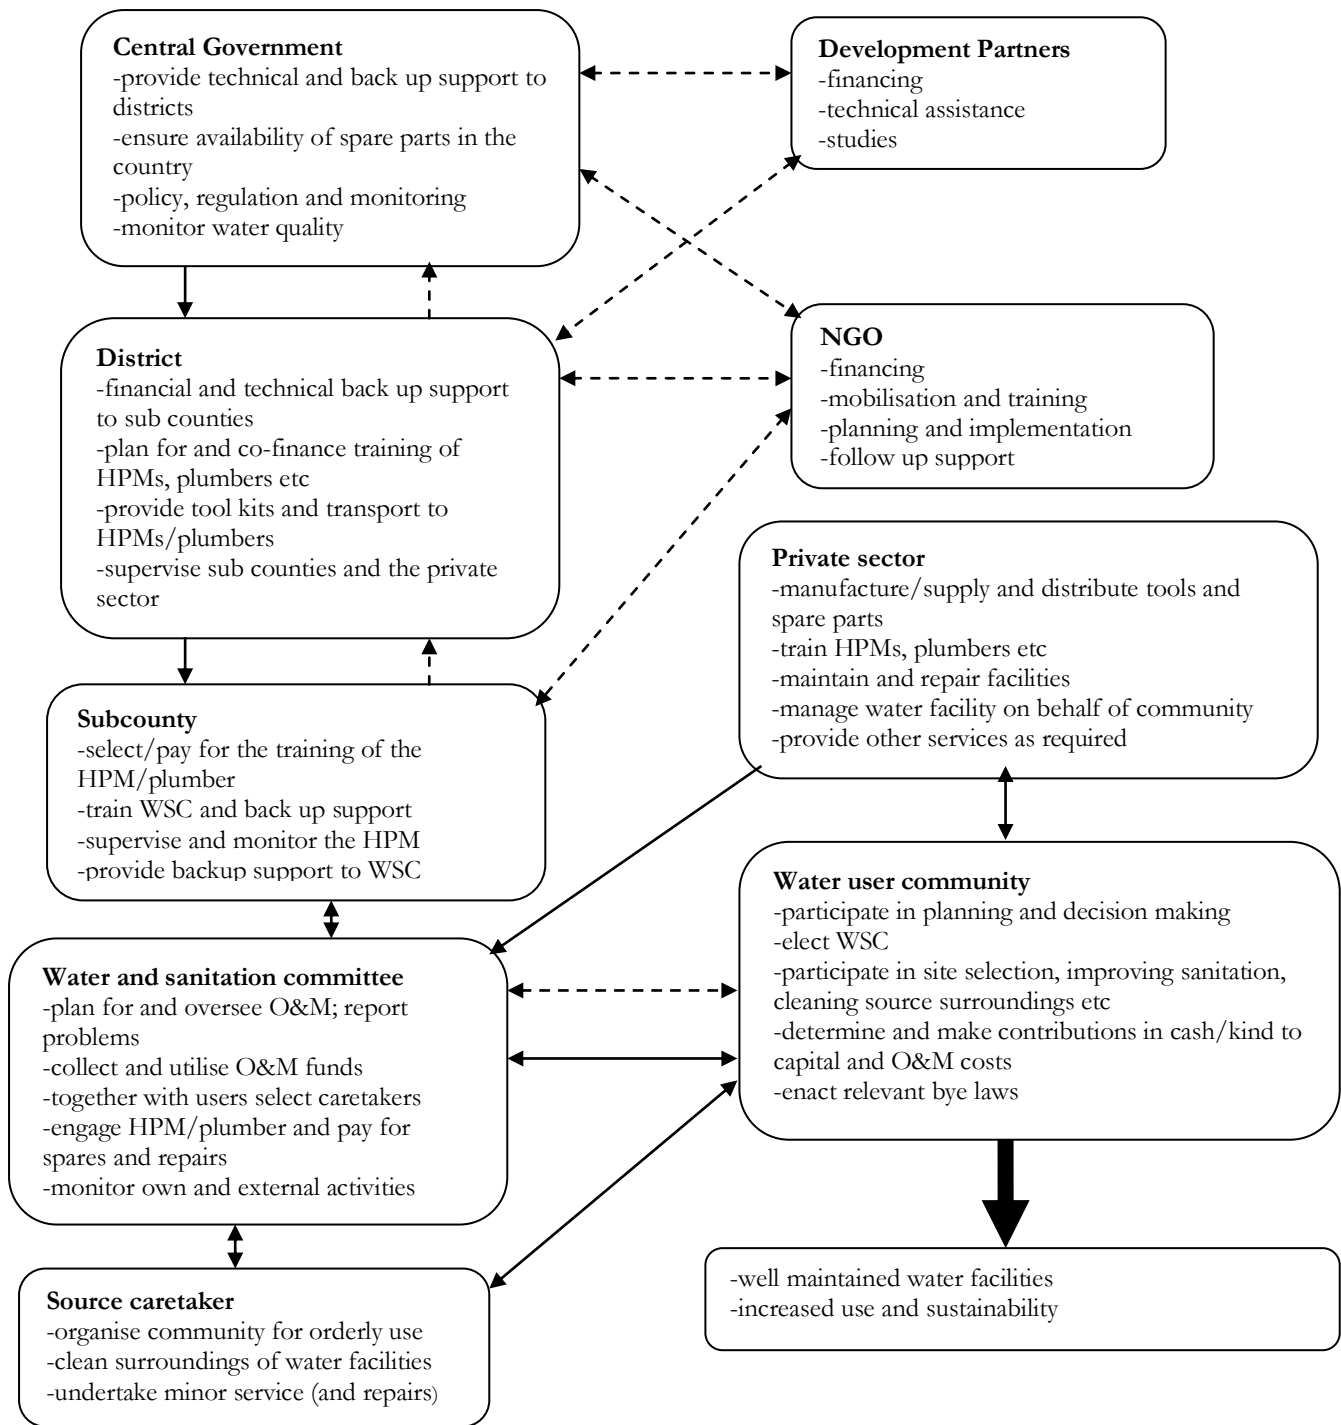 Central Government
-provide technical and back up support to
districts
-ensure availability of spare parts in the
country
-policy, regulation and monitoring
-monitor water quality
Development Partners
-financing
-technical assistance
-studies
District
-financial and technical back up support
to sub counties
-plan for and co-finance training of
HPMs, plumbers etc
-provide tool kits and transport to
HPMs/plumbers
-supervise sub counties and the private
sector
NGO
-financing
-mobilisation and training
-planning and implementation
-follow up support
Private sector
-manufacture/supply and distribute tools and
spare parts
-train HPMs, plumbers etc
-maintain and repair facilities
-manage water facility on behalf of community
-provide other services as required
Subcounty
-select/pay for the training of the
HPM/plumber
-train WSC and back up support
-supervise and monitor the HPM
-provide backup support to WSC
Water user community
-participate in planning and decision making
-elect WSC
-participate in site selection, improving sanitation,
cleaning source surroundings etc
-determine and make contributions in cash/kind to
capital and O&M costs
-enact relevant bye laws
Water and sanitation committee
-plan for and oversee O&M; report
problems
-collect and utilise O&M funds
-together with users select caretakers
-engage HPM/plumber and pay for
spares and repairs
-monitor own and external activities
-well maintained water facilities
-increased use and sustainability
Source caretaker
-organise community for orderly use
-clean surroundings of water facilities
-undertake minor service (and repairs)